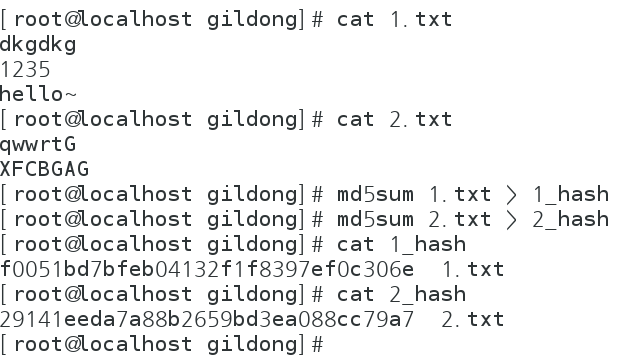 [root@localhost gildong]# cat 1.txt
dkgdkg
1235
hello~
[root@localhost gildong]# cat 2.txt
qwwrtG
XFCBGAG
[root@localhost gildong]# md5sum 1.txt > 1_hash
[root@localhost gildong]# md5sum 2.txt > 2_hash
[root@localhost gildong]# cat 1_hash
f0051bd7bfeb04132f1f8397ef0c306e  1.txt
[root@localhost gildong]# cat 2_hash
29141eeda7a88b2659bd3ea088cc79a7  2.txt
[root@localhost gildong]#